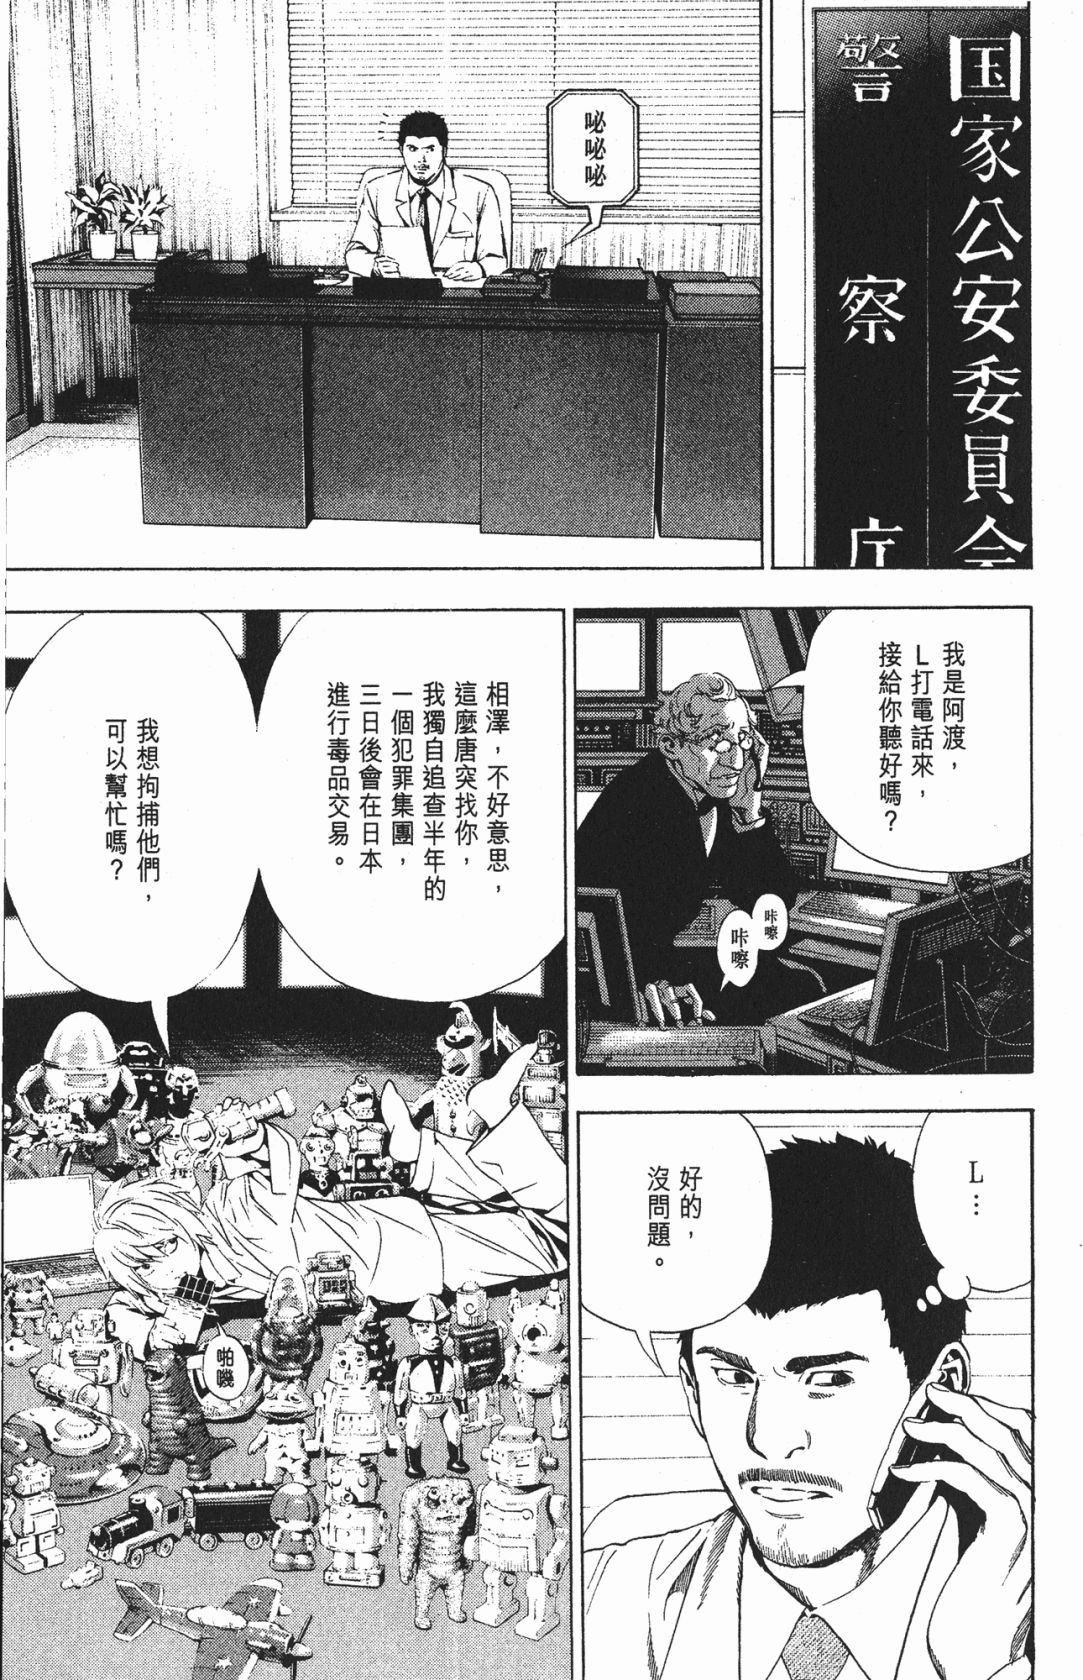 国家公安委員会
警察庁
咇咇咇
我是阿渡，
L打電話來，
接給你聽好嗎？
咔嚓
咔嚓
L…
好的，
沒問題。
相澤，不好意思，
這麼唐突找你，
我獨自追查半年的
一個犯罪集團，
三日後會在日本
進行毒品交易。
我想拘捕他們，
可以幫忙嗎？
啪嘰